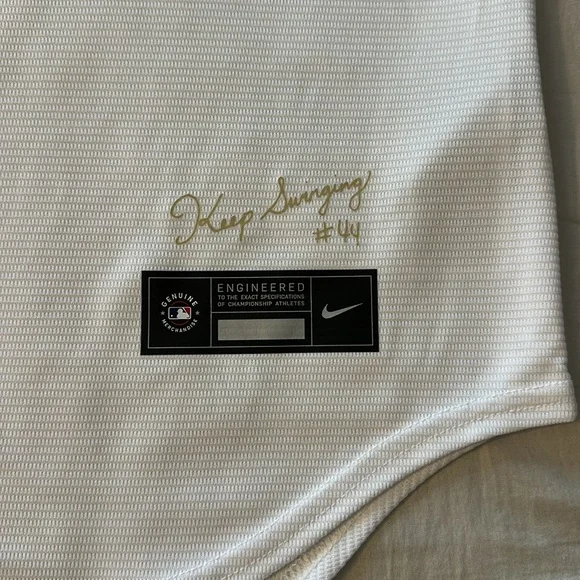 Keep Swinging
#44
GENUINE
MERCHANDISE
ENGINEERED
TO THE EXACT SPECIFICATIONS
OF CHAMPIONSHIP ATHLETES